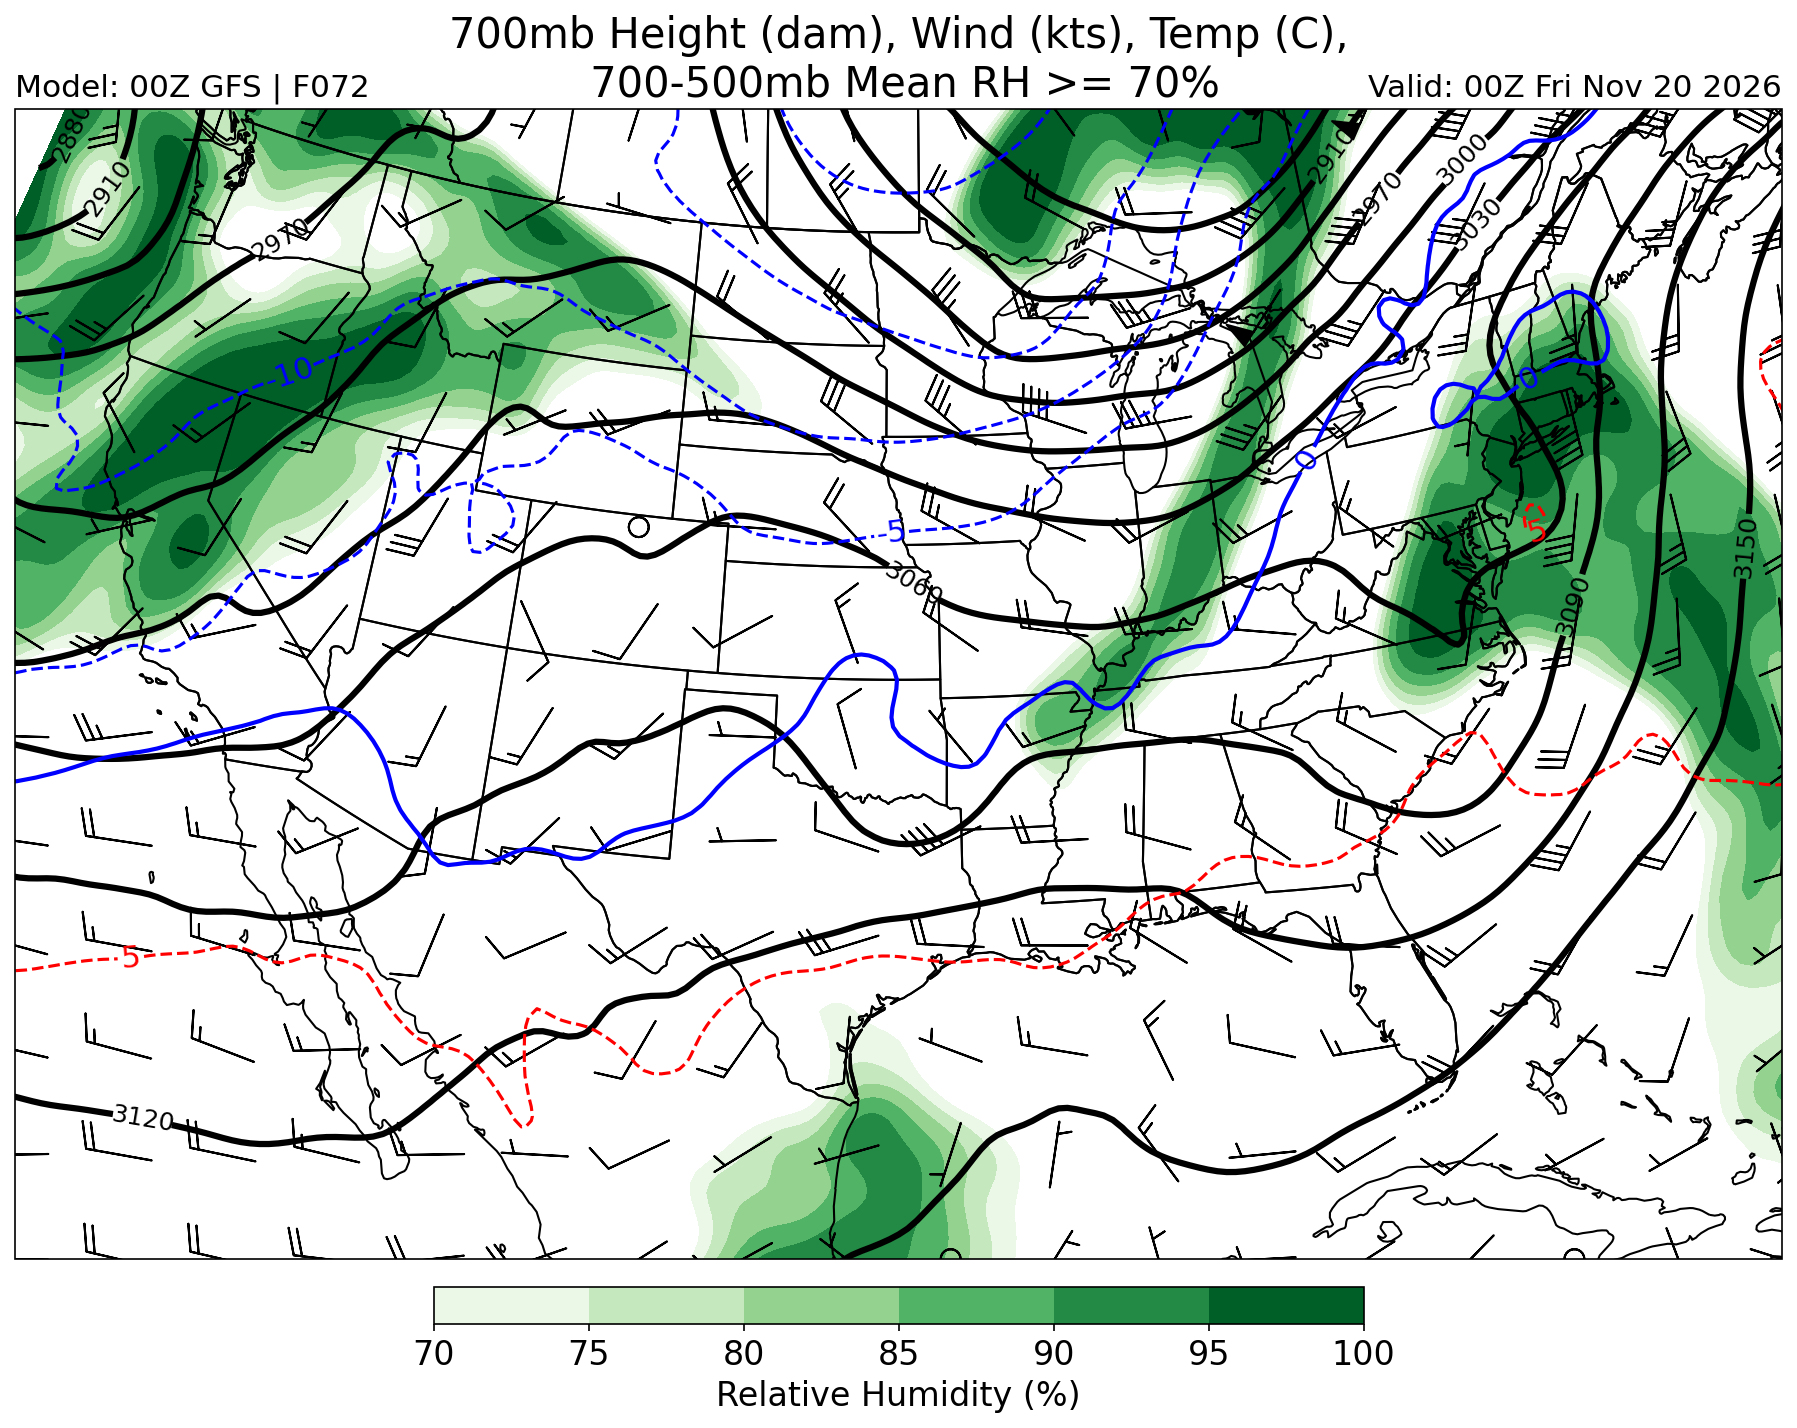 700mb Height (dam), Wind (kts), Temp (C),
700-500mb Mean RH >= 70%
Model: 00Z GFS | F072
Valid: 00Z Fri Nov 20 2026
2880
2910
2970
2910
2970
3000
3030
-10
-5
0
0
5
3060
3090
3150
5
3120
70 75 80 85 90 95 100
Relative Humidity (%)